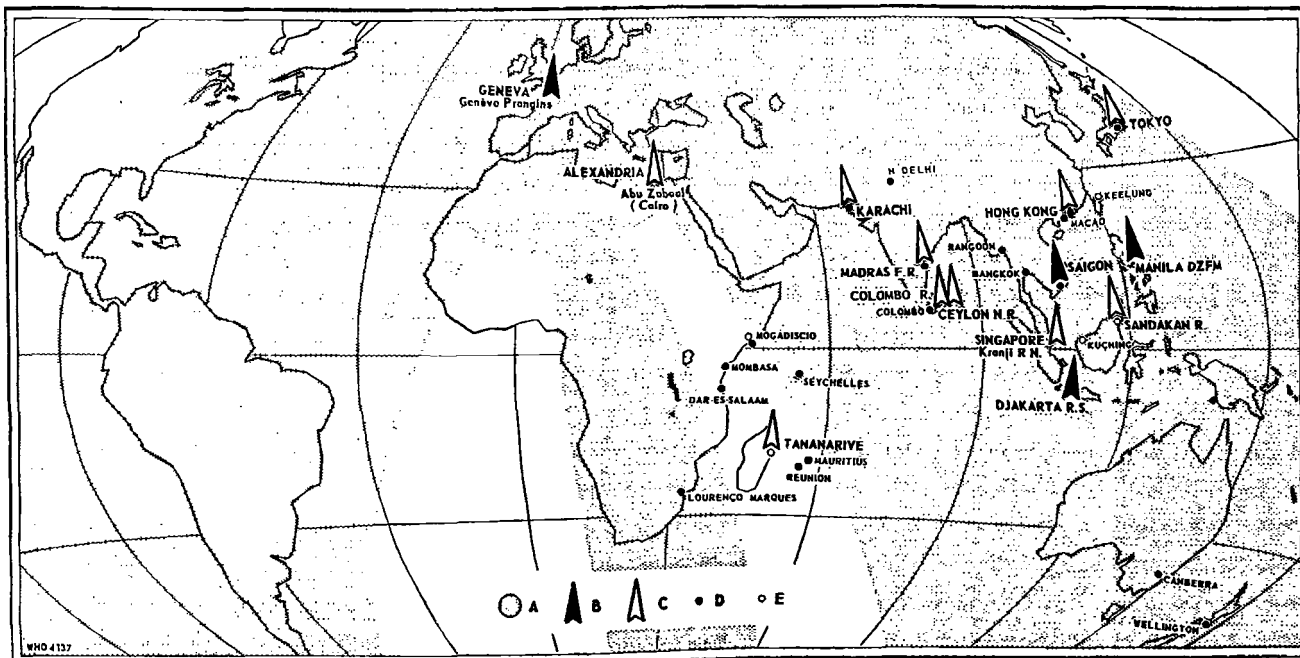 GENEVA
Genève Prangins
TOKYO
ALEXANDRIA
Abu Zabaal
( Cairo )
N. DELHI
KARACHI
KEELUNG
HONG KONG
MACAO
RANGOON
MADRAS F.R.
BANGKOK
SAIGON
MANILA DZFM
COLOMBO R.
COLOMBO
CEYLON N.R.
SANDAKAN R.
SINGAPORE
Kranji R N.
KUCHING
MOGADISCIO
MOMBASA
SEYCHELLES
DAR-ES-SALAAM
DJAKARTA R.S.
TANANARIVE
MAURITIUS
REUNION
LOURENÇO MARQUES
CANBERRA
WELLINGTON
A B C D E
WHO 4137